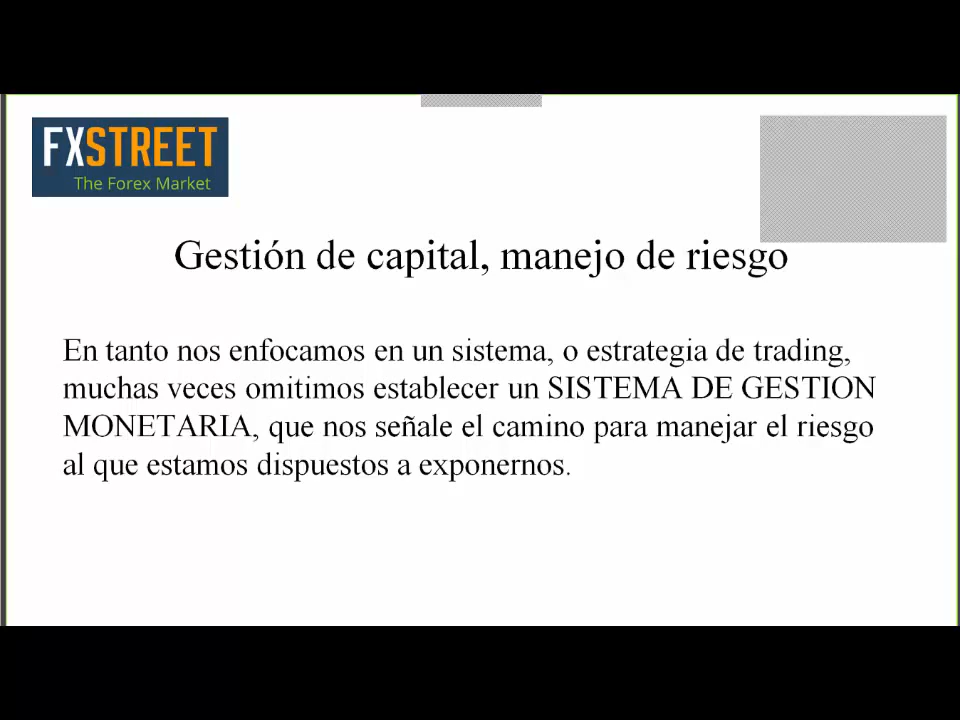 FXSTREET
The Forex Market
Gestión de capital, manejo de riesgo
En tanto nos enfocamos en un sistema, o estrategia de trading,
muchas veces omitimos establecer un SISTEMA DE GESTION
MONETARIA, que nos señale el camino para manejar el riesgo
al que estamos dispuestos a exponernos.